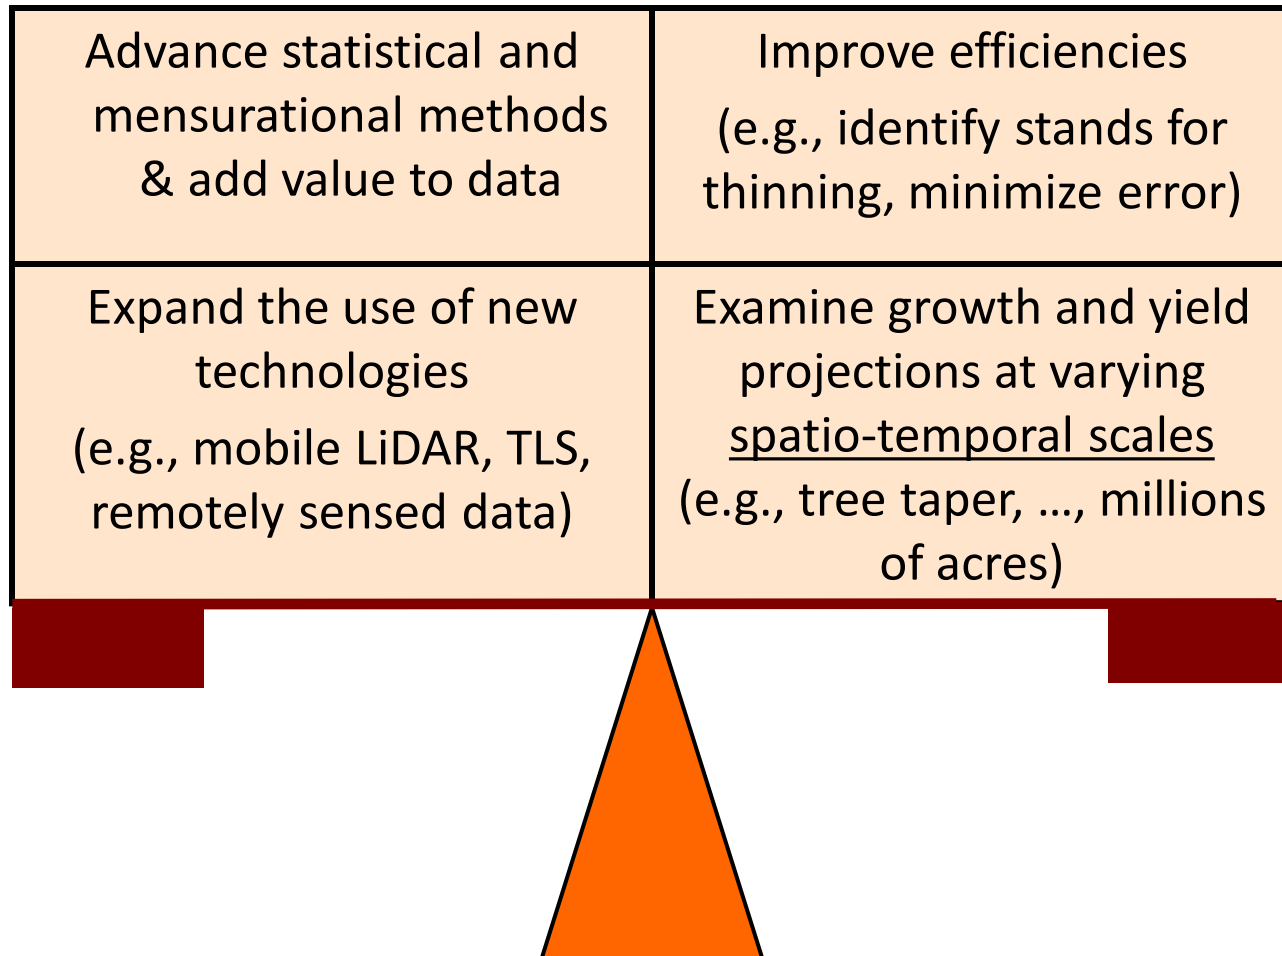 Advance statistical and
mensurational methods
& add value to data
Improve efficiencies
(e.g., identify stands for
thinning, minimize error)
Expand the use of new
technologies
(e.g., mobile LiDAR, TLS,
remotely sensed data)
Examine growth and yield
projections at varying
spatio-temporal scales
(e.g., tree taper, …, millions
of acres)